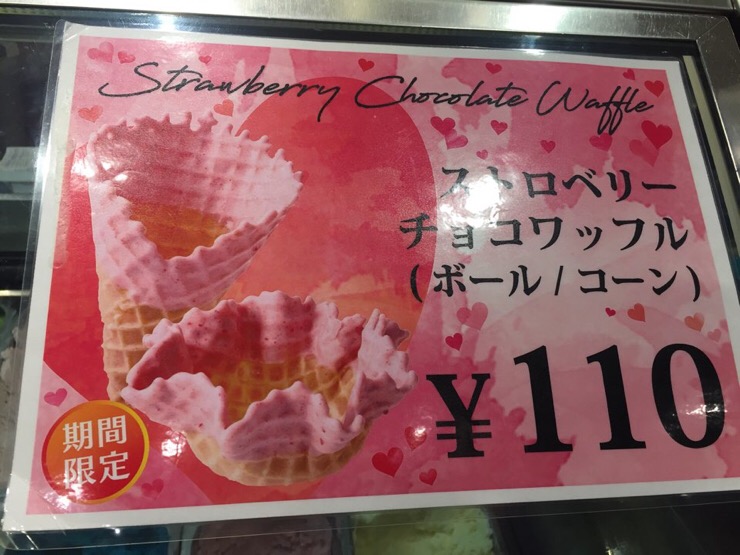 Strawberry Chocolate Waffle
ストロベリー
チョコワッフル
(ボール/コーン)
¥110
期間
限定